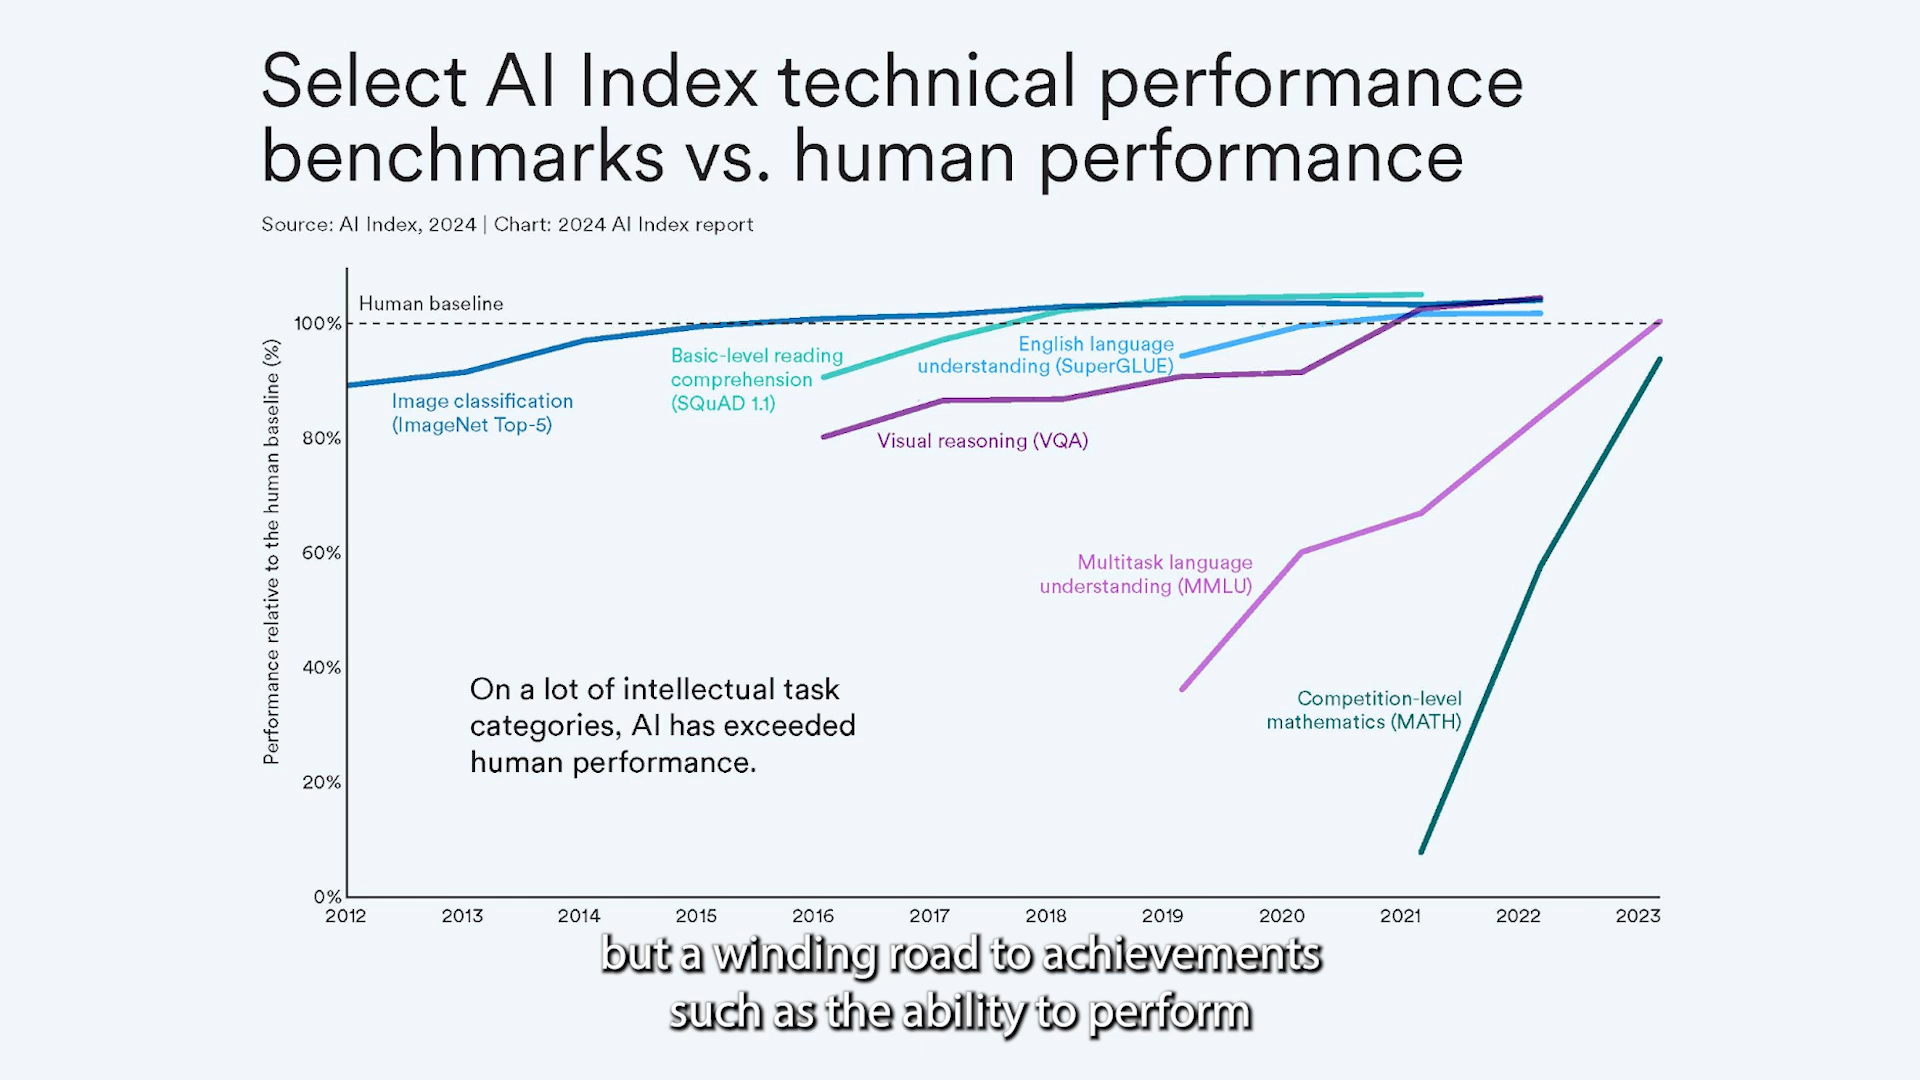 Select AI Index technical performance
benchmarks vs. human performance
Source: AI Index, 2024 | Chart: 2024 AI Index report
Performance relative to the human baseline (%)
Human baseline
100%
80%
60%
40%
20%
0%
Image classification
(ImageNet Top-5)
Basic-level reading
comprehension
(SQuAD 1.1)
English language
understanding (SuperGLUE)
Visual reasoning (VQA)
Multitask language
understanding (MMLU)
Competition-level
mathematics (MATH)
On a lot of intellectual task
categories, AI has exceeded
human performance.
2012 2013 2014 2015 2016 2017 2018 2019 2020 2021 2022 2023
but a winding road to achievements
such as the ability to perform